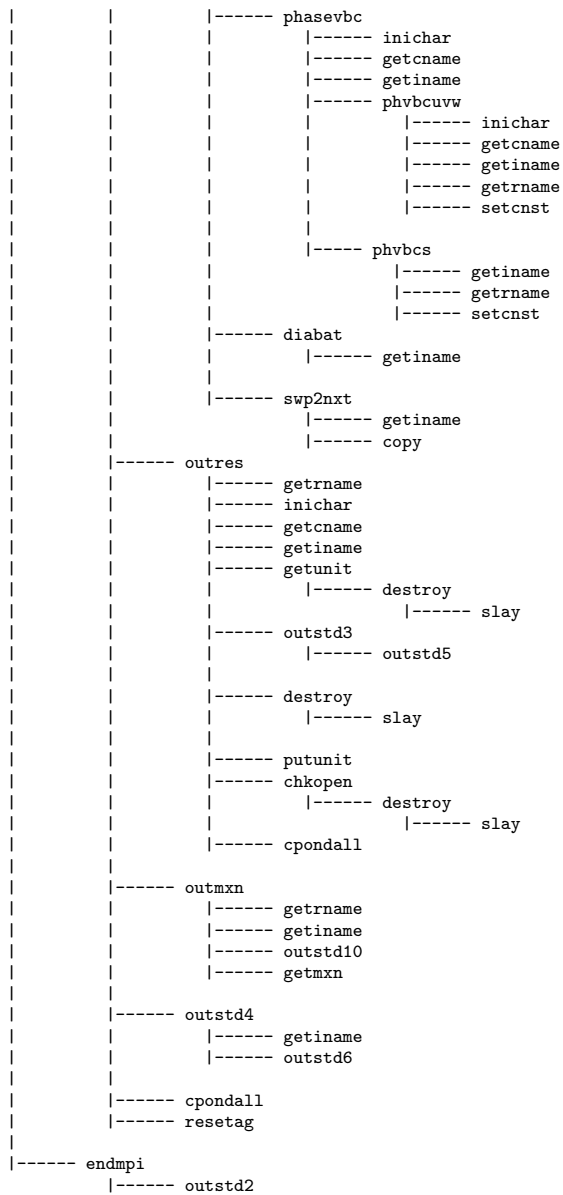 |         |         |------ phasevbc
|         |         |         |------ inichar
|         |         |         |------ getcname
|         |         |         |------ getiname
|         |         |         |------ phvbcuvw
|         |         |         |         |------ inichar
|         |         |         |         |------ getcname
|         |         |         |         |------ getiname
|         |         |         |         |------ getrname
|         |         |         |         |------ setcnst
|         |         |         |
|         |         |         |----- phvbcs
|         |         |                  |------ getiname
|         |         |                  |------ getrname
|         |         |                  |------ setcnst
|         |         |------ diabat
|         |         |         |------ getiname
|         |         |
|         |         |------ swp2nxt
|         |                   |------ getiname
|         |                   |------ copy
|         |------ outres
|         |         |------ getrname
|         |         |------ inichar
|         |         |------ getcname
|         |         |------ getiname
|         |         |------ getunit
|         |         |         |------ destroy
|         |         |                   |------ slay
|         |         |------ outstd3
|         |         |         |------ outstd5
|         |         |
|         |         |------ destroy
|         |         |         |------ slay
|         |         |
|         |         |------ putunit
|         |         |------ chkopen
|         |         |         |------ destroy
|         |         |                   |------ slay
|         |         |------ cpondall
|         |
|         |------ outmxn
|         |         |------ getrname
|         |         |------ getiname
|         |         |------ outstd10
|         |         |------ getmxn
|         |
|         |------ outstd4
|         |         |------ getiname
|         |         |------ outstd6
|         |
|         |------ cpondall
|         |------ resetag
|
|------ endmpi
          |------ outstd2